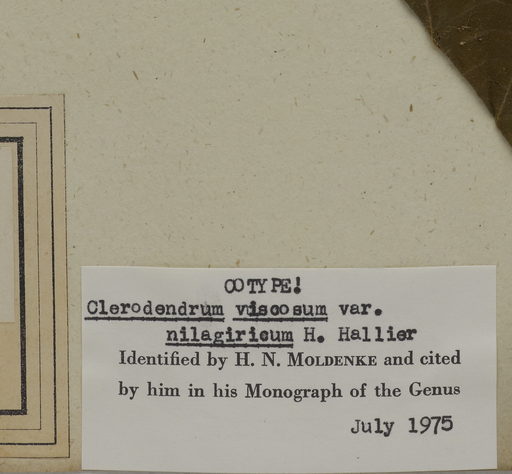 COTYPE!
Clerodendrum viscosum var.
nilagiricum H. Hallier
Identified by H. N. MOLDENKE and cited
by him in his Monograph of the Genus
July 1975